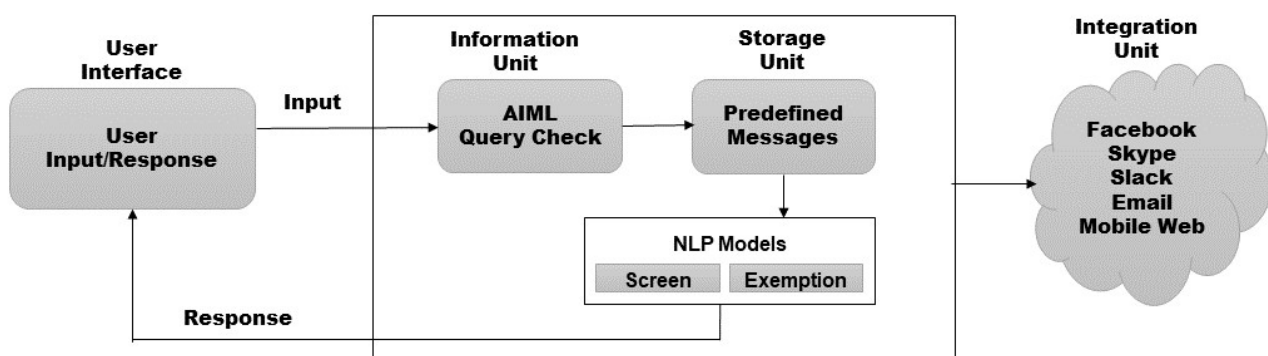 User
Interface
User
Input/Response
Input
Information
Unit
AIML
Query Check
Storage
Unit
Predefined
Messages
NLP Models
Screen
Exemption
Response
Integration
Unit
Facebook
Skype
Slack
Email
Mobile Web